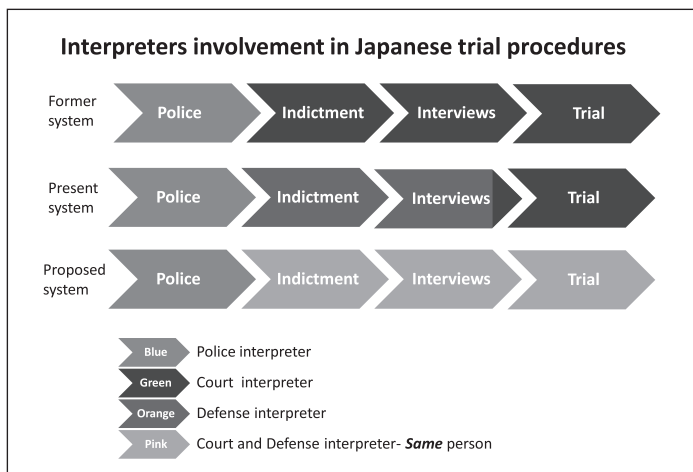 Interpreters involvement in Japanese trial procedures
Former system
Police
Indictment
Interviews
Trial
Present system
Police
Indictment
Interviews
Trial
Proposed system
Police
Indictment
Interviews
Trial
Blue Police interpreter
Green Court interpreter
Orange Defense interpreter
Pink Court and Defense interpreter- Same person